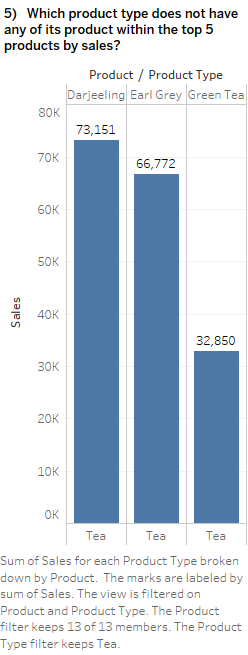 5) Which product type does not have
any of its product within the top 5
products by sales?
Product / Product Type
Darjeeling Earl Grey Green Tea
80K
73,151
70K
66,772
60K
50K
Sales
40K
32,850
30K
20K
10K
0K
Tea Tea Tea
Sum of Sales for each Product Type broken
down by Product. The marks are labeled by
sum of Sales. The view is filtered on
Product and Product Type. The Product
filter keeps 13 of 13 members. The Product
Type filter keeps Tea.